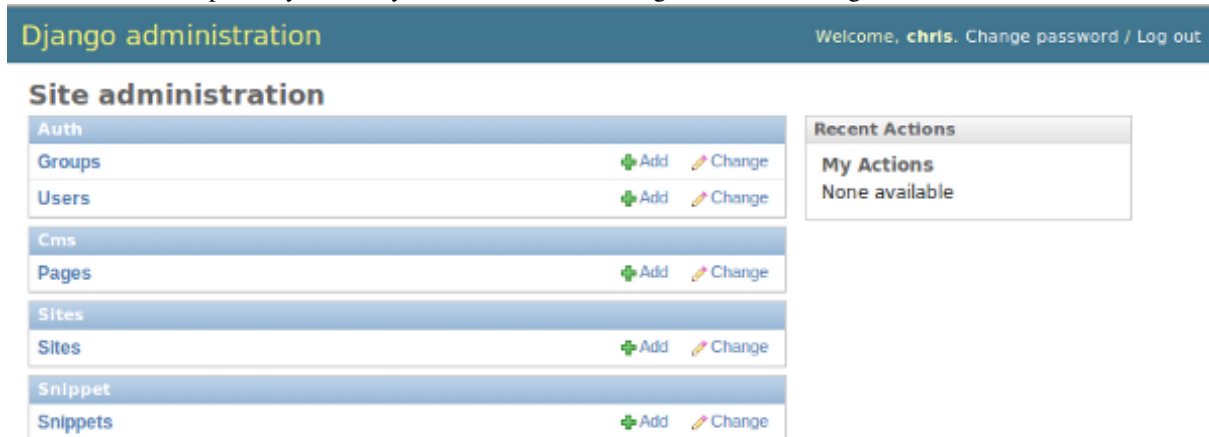 Django administration
Welcome, chris. Change password / Log out
Site administration
Auth
Groups Add Change
Users Add Change
Cms
Pages Add Change
Sites
Sites Add Change
Snippet
Snippets Add Change
Recent Actions
My Actions
None available